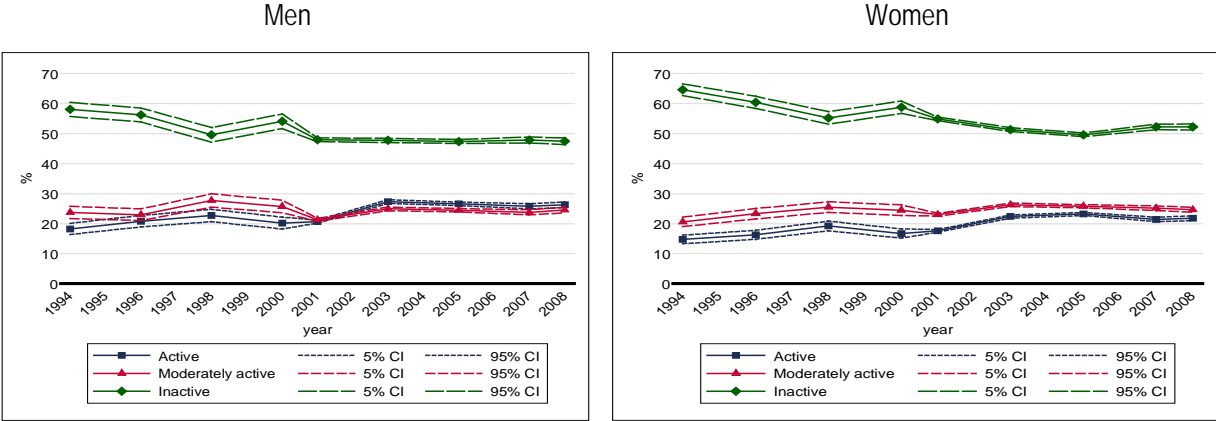 Men
70
60
50
40
30
20
10
0
%
1994 1995 1996 1997 1998 1999 2000 2001 2002 2003 2004 2005 2006 2007 2008
year
Active 5% CI 95% CI
Moderately active 5% CI 95% CI
Inactive 5% CI 95% CI
Women
70
60
50
40
30
20
10
0
%
1994 1995 1996 1997 1998 1999 2000 2001 2002 2003 2004 2005 2006 2007 2008
year
Active 5% CI 95% CI
Moderately active 5% CI 95% CI
Inactive 5% CI 95% CI